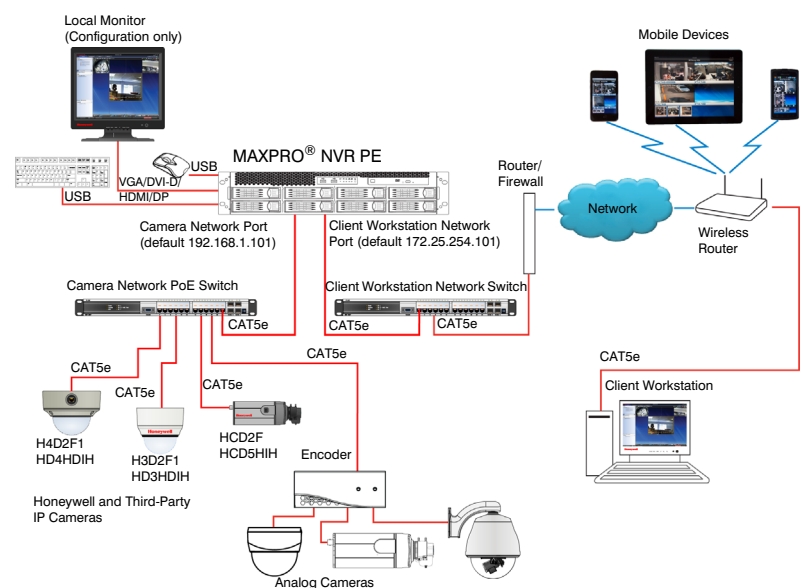 Local Monitor
(Configuration only)
Mobile Devices
MAXPRO® NVR PE
USB
USB
VGA/DVI-D/
HDMI/DP
Router/
Firewall
Network
Wireless
Router
Camera Network Port
(default 192.168.1.101)
Client Workstation Network
Port (default 172.25.254.101)
Camera Network PoE Switch
Client Workstation Network Switch
CAT5e
CAT5e
CAT5e
CAT5e
CAT5e
CAT5e
CAT5e
CAT5e
Client Workstation
H4D2F1
HD4HDIH
Honeywell
H3D2F1
HD3HDIH
HCD2F
HCD5HIH
Encoder
Honeywell and Third-Party
IP Cameras
Analog Cameras